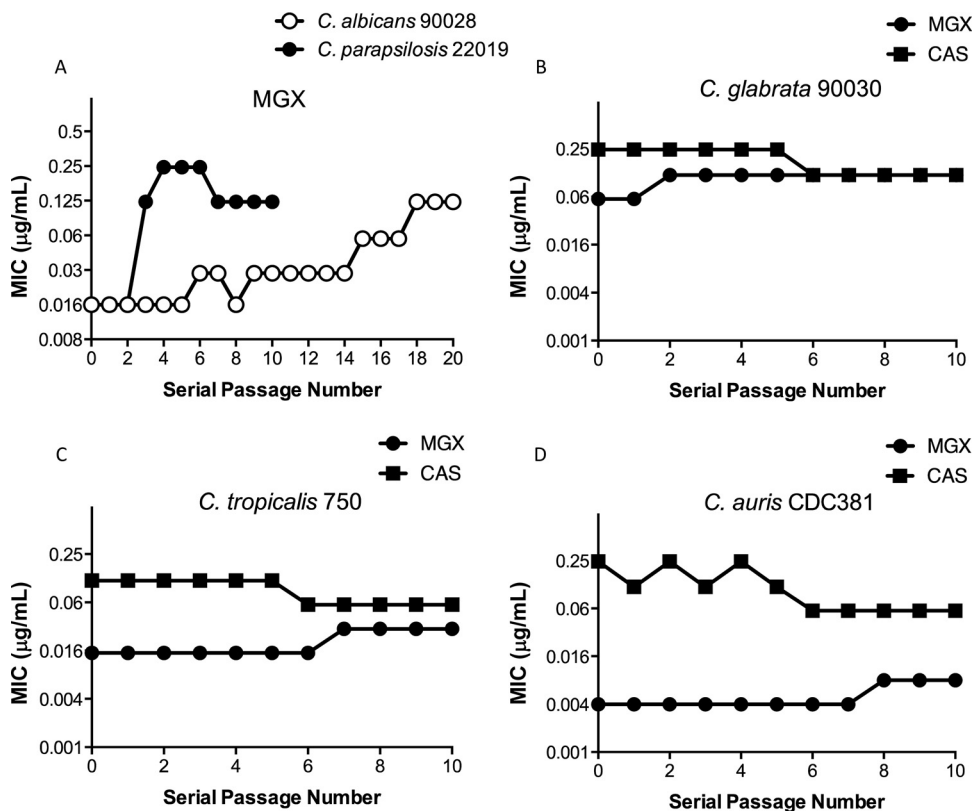 C. albicans 90028
C. parapsilosis 22019
A
MGX
MIC (µg/mL)
0.5
0.25
0.125
0.06
0.03
0.016
0.008
0 2 4 6 8 10 12 14 16 18 20
Serial Passage Number
MGX
CAS
B
C. glabrata 90030
MIC (µg/mL)
0.25
0.06
0.016
0.004
0.001
0 2 4 6 8 10
Serial Passage Number
MGX
CAS
C
C. tropicalis 750
MIC (µg/mL)
0.25
0.06
0.016
0.004
0.001
0 2 4 6 8 10
Serial Passage Number
MGX
CAS
D
C. auris CDC381
MIC (µg/mL)
0.25
0.06
0.016
0.004
0.001
0 2 4 6 8 10
Serial Passage Number